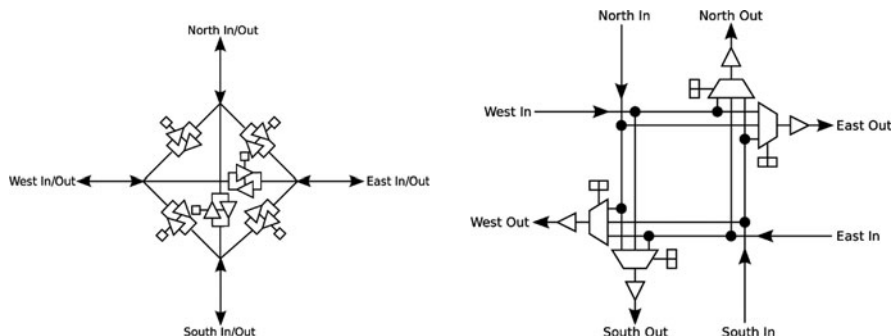 North In/Out
West In/Out
East In/Out
South In/Out
North In
North Out
West In
East Out
West Out
East In
South Out
South In